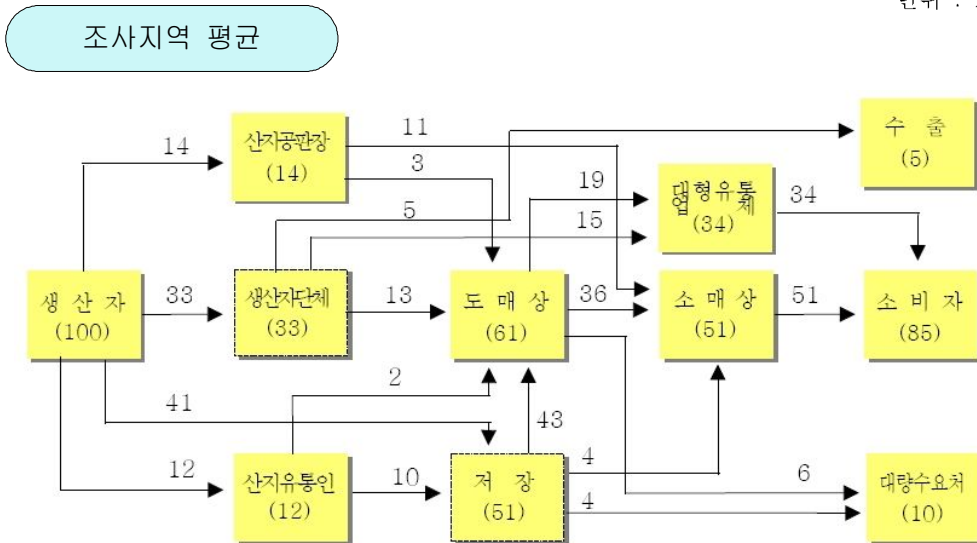 조사지역 평균
단위 :
14
산지공판장
(14)
11
3
5
19
15
수 출
(5)
대형유통
업 체
(34)
34
생 산 자
(100)
33
생산자단체
(33)
13
도 매 상
(61)
36
소 매 상
(51)
51
소 비 자
(85)
2
41
43
12
산지유통인
(12)
10
저 장
(51)
4
4
6
대량수요처
(10)